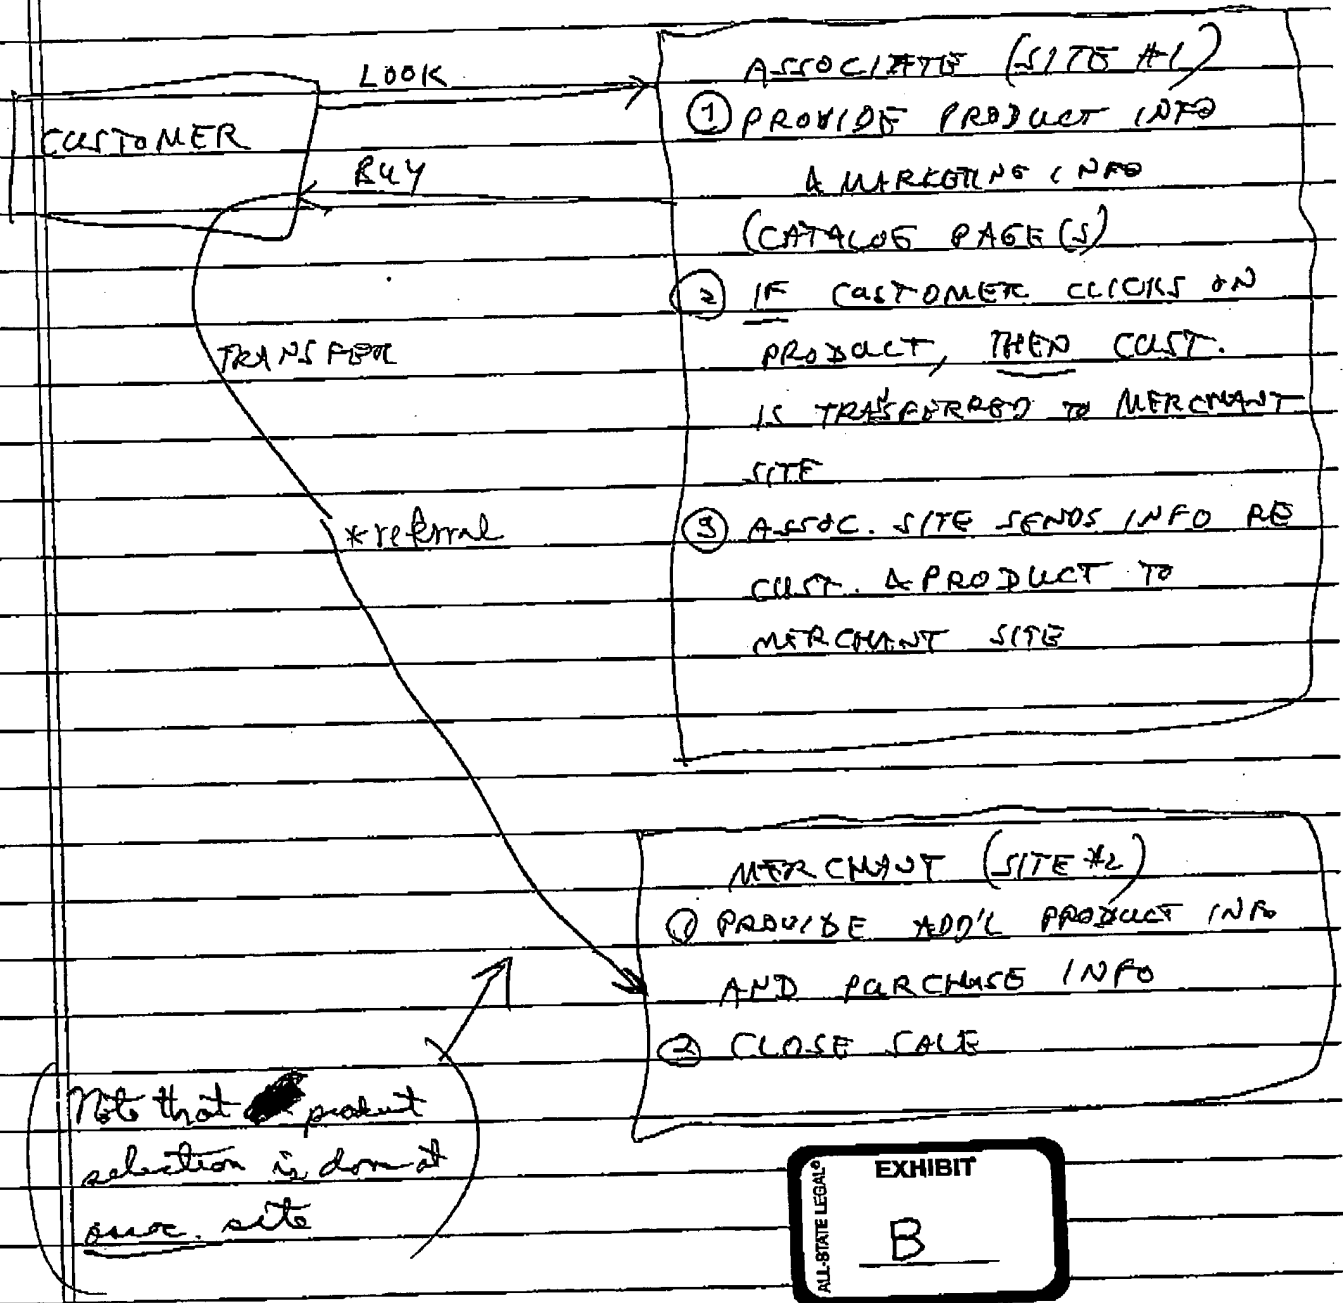 LOOK
CUSTOMER
BUY
TRANSFER
*referral
ASSOCIATE (SITE #1)
① PROVIDE PRODUCT INFO
& MARKETING INFO
(CATALOG PAGE(S)
② IF CUSTOMER CLICKS ON
PRODUCT, THEN CUST.
IS TRANSFERRED TO MERCHANT
SITE
③ ASSOC. SITE SENDS INFO RE
CUST. & PRODUCT TO
MERCHANT SITE
MERCHANT (SITE #2)
① PROVIDE ADD'L PRODUCT INFO
AND PURCHASE INFO
② CLOSE SALE
(Note that product
selection is done at
assoc. site)
ALL-STATE LEGAL®
EXHIBIT
B